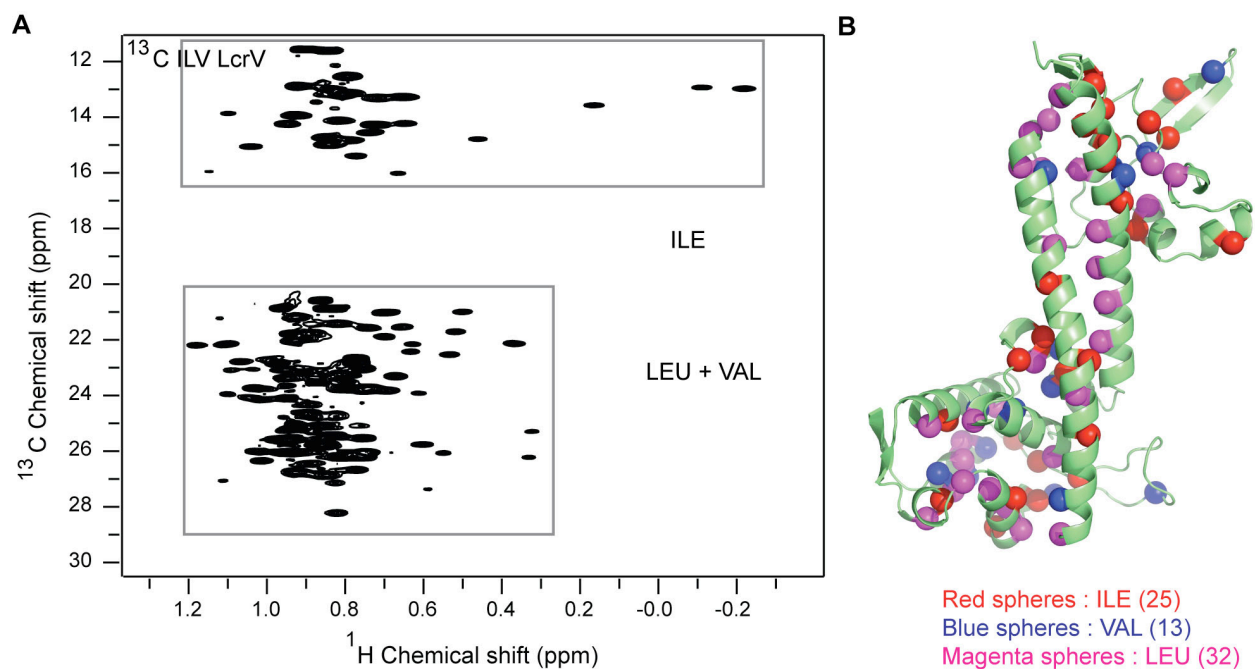 A
B
13C ILV LcrV
12
14
16
18
20
22
24
26
28
30
13C Chemical shift (ppm)
ILE
LEU + VAL
1.2 1.0 0.8 0.6 0.4 0.2 -0.0 -0.2
1H Chemical shift (ppm)
Red spheres : ILE (25)
Blue spheres : VAL (13)
Magenta spheres : LEU (32)